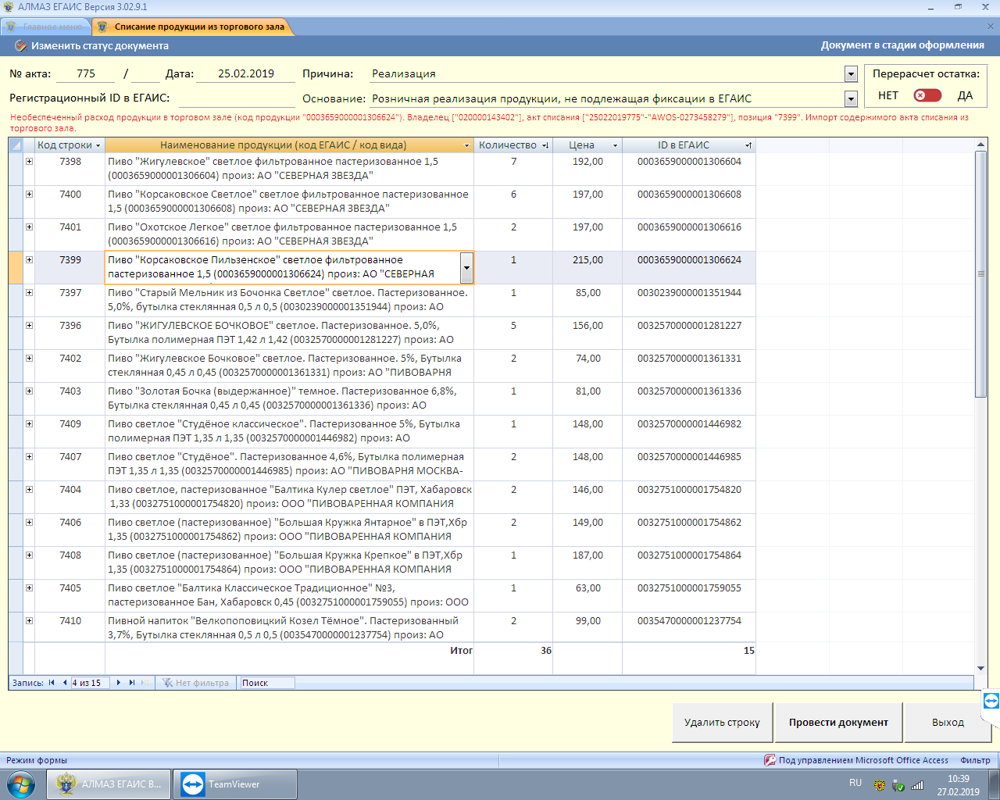 АЛМАЗ ЕГАИС Версия 3.02.9.1
Главное меню
Списание продукции из торгового зала
Изменить статус документа
Документ в стадии оформления
№ акта: 775 / Дата: 25.02.2019 Причина: Реализация
Перерасчет остатка:
НЕТ ДА
Регистрационный ID в ЕГАИС: Основание: Розничная реализация продукции, не подлежащая фиксации в ЕГАИС
Необеспеченный расход продукции в торговом зале (код продукции "0003659000001306624"). Владелец ["020000143402"], акт списания ["25022019775"-"AWOS-0273458279"], позиция "7399". Импорт содержимого акта списания из
торгового зала.
Код строки Наименование продукции (код ЕГАИС / код вида) Количество Цена ID в ЕГАИС
7398 Пиво "Жигулевское" светлое фильтрованное пастеризованное 1,5 7 192,00 0003659000001306604
(0003659000001306604) произ: АО "СЕВЕРНАЯ ЗВЕЗДА"
7400 Пиво "Корсаковское Светлое" светлое фильтрованное пастеризованное 6 197,00 0003659000001306608
1,5 (0003659000001306608) произ: АО "СЕВЕРНАЯ ЗВЕЗДА"
7401 Пиво "Охотское Легкое" светлое фильтрованное пастеризованное 1,5 2 197,00 0003659000001306616
(0003659000001306616) произ: АО "СЕВЕРНАЯ ЗВЕЗДА"
7399 Пиво "Корсаковское Пильзенское" светлое фильтрованное 1 215,00 0003659000001306624
пастеризованное 1,5 (0003659000001306624) произ: АО "СЕВЕРНАЯ
7397 Пиво "Старый Мельник из Бочонка Светлое" светлое. Пастеризованное. 1 85,00 0030239000001351944
5,0%, бутылка стеклянная 0,5 л 0,5 (0030239000001351944) произ: АО
7396 Пиво "ЖИГУЛЕВСКОЕ БОЧКОВОЕ" светлое. Пастеризованное. 5,0%, 5 156,00 0032570000001281227
Бутылка полимерная ПЭТ 1,42 л 1,42 (0032570000001281227) произ: АО
7402 Пиво "Жигулевское Бочковое" светлое. Пастеризованное. 5%, Бутылка 2 74,00 0032570000001361331
стеклянная 0,45 л 0,45 (0032570000001361331) произ: АО "ПИВОВАРНЯ
7403 Пиво "Золотая Бочка (выдержанное)" темное. Пастеризованное 6,8%, 1 81,00 0032570000001361336
Бутылка стеклянная 0,45 л 0,45 (0032570000001361336) произ: АО
7409 Пиво светлое "Студёное классическое". Пастеризованное 5%, Бутылка 1 148,00 0032570000001446982
полимерная ПЭТ 1,35 л 1,35 (0032570000001446982) произ: АО
7407 Пиво светлое "Студёное". Пастеризованное 4,6%, Бутылка полимерная 2 148,00 0032570000001446985
ПЭТ 1,35 л 1,35 (0032570000001446985) произ: АО "ПИВОВАРНЯ МОСКВА-
7404 Пиво светлое, пастеризованное "Балтика Кулер светлое" ПЭТ, Хабаровск 2 146,00 0032751000001754820
1,33 (0032751000001754820) произ: ООО "ПИВОВАРЕННАЯ КОМПАНИЯ
7406 Пиво светлое (пастеризованное) "Большая Кружка Янтарное" в ПЭТ,Хбр 2 149,00 0032751000001754862
1,35 (0032751000001754862) произ: ООО "ПИВОВАРЕННАЯ КОМПАНИЯ
7408 Пиво светлое (пастеризованное) "Большая Кружка Крепкое" в ПЭТ,Хбр 1 187,00 0032751000001754864
1,35 (0032751000001754864) произ: ООО "ПИВОВАРЕННАЯ КОМПАНИЯ
7405 Пиво светлое "Балтика Классическое Традиционное" №3, 1 63,00 0032751000001759055
пастеризованное Бан, Хабаровск 0,45 (0032751000001759055) произ: ООО
7410 Пивной напиток "Велкопоповицкий Козел Тёмное". Пастеризованный 2 99,00 0035470000001237754
3,7%, Бутылка стеклянная 0,5 л 0,5 (0035470000001237754) произ: АО
Итог 36 15
Запись: 4 из 15 Нет фильтра Поиск
Удалить строку Провести документ Выход
Режим формы Под управлением Microsoft Office Access Фильтр
АЛМАЗ ЕГАИС В... TeamViewer RU 10:39
27.02.2019